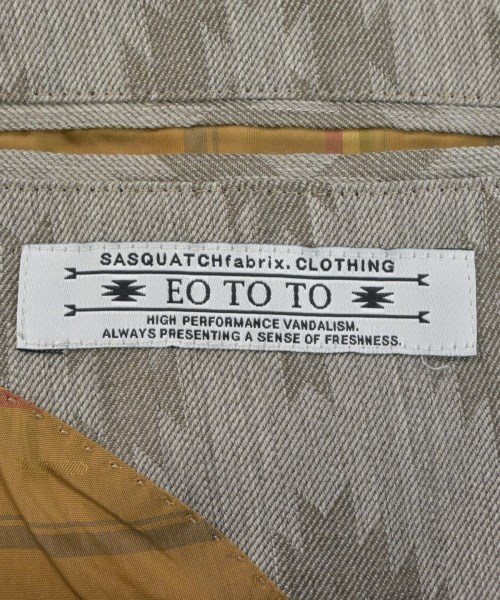 SASQUATCHfabrix. CLOTHING
EO TO TO
HIGH PERFORMANCE VANDALISM.
ALWAYS PRESENTING A SENSE OF FRESHNESS.